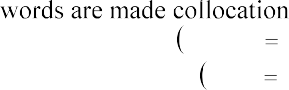 words are made collocation
( =
( =